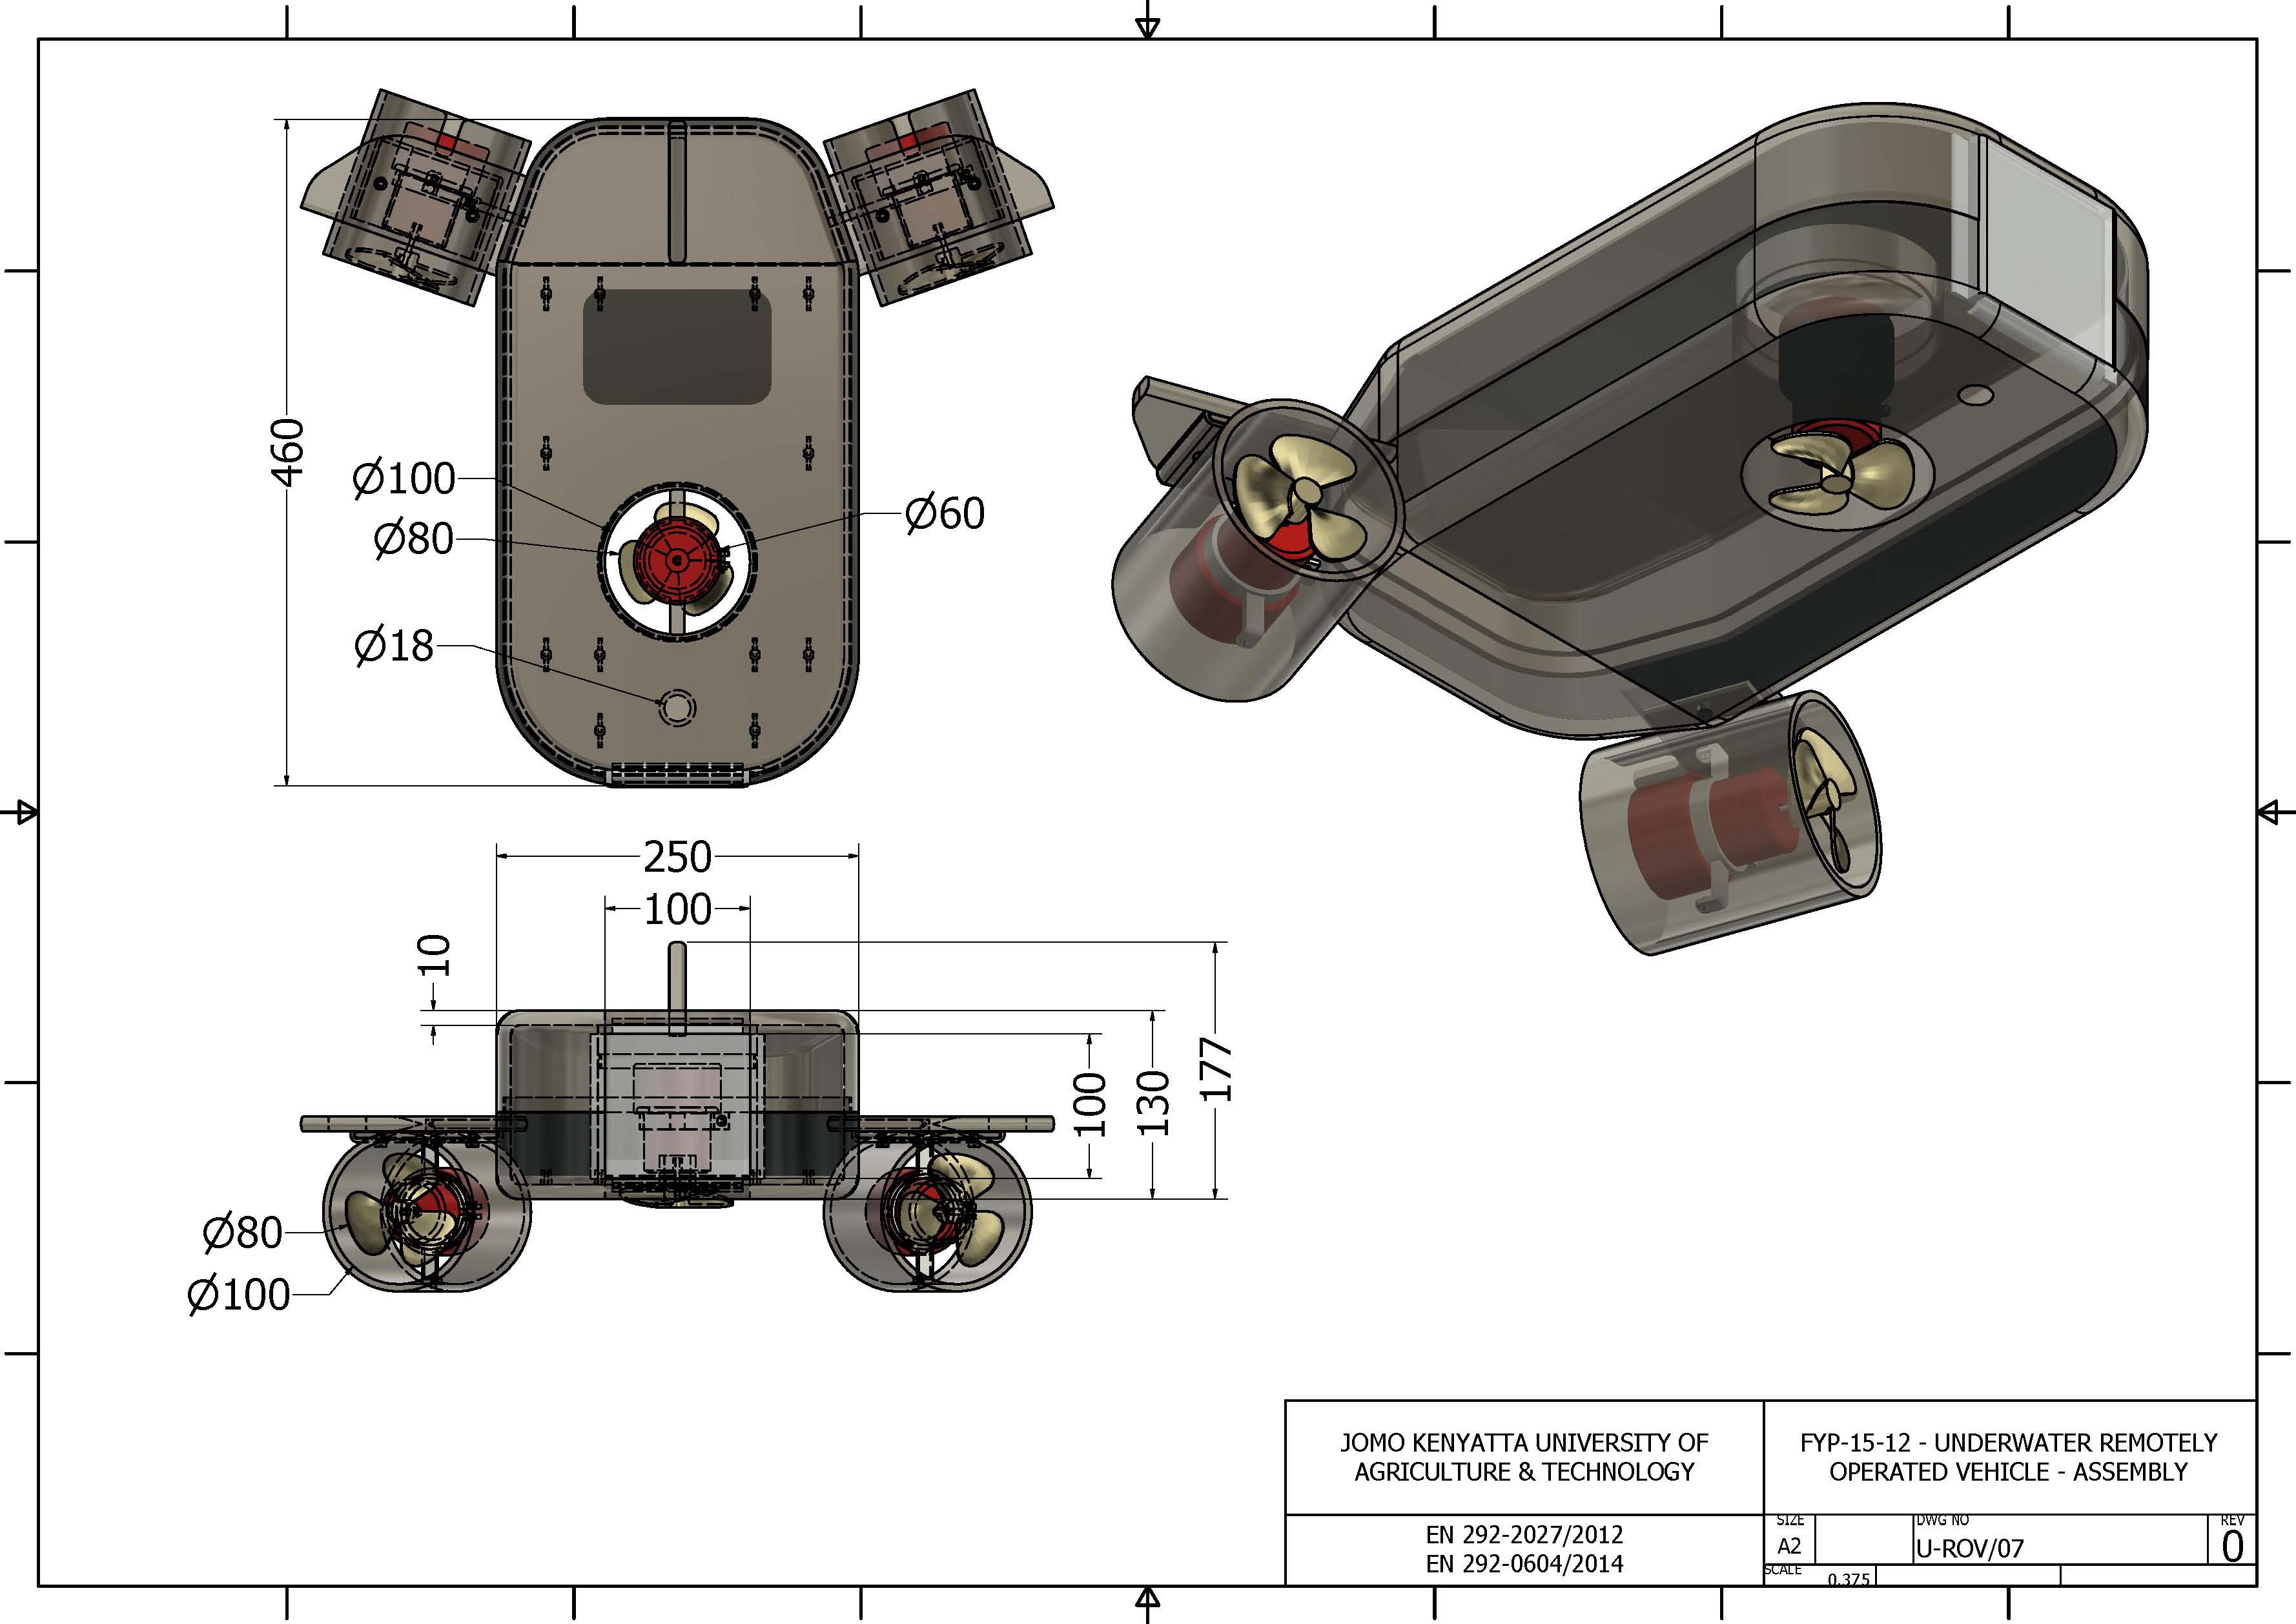 460
Ø100
Ø80
Ø60
Ø18
250
100
10
100
130
177
Ø80
Ø100
JOMO KENYATTA UNIVERSITY OF
AGRICULTURE & TECHNOLOGY
FYP-15-12 - UNDERWATER REMOTELY
OPERATED VEHICLE - ASSEMBLY
EN 292-2027/2012
EN 292-0604/2014
SIZE
A2
DWG NO
U-ROV/07
REV
0
SCALE
0.375